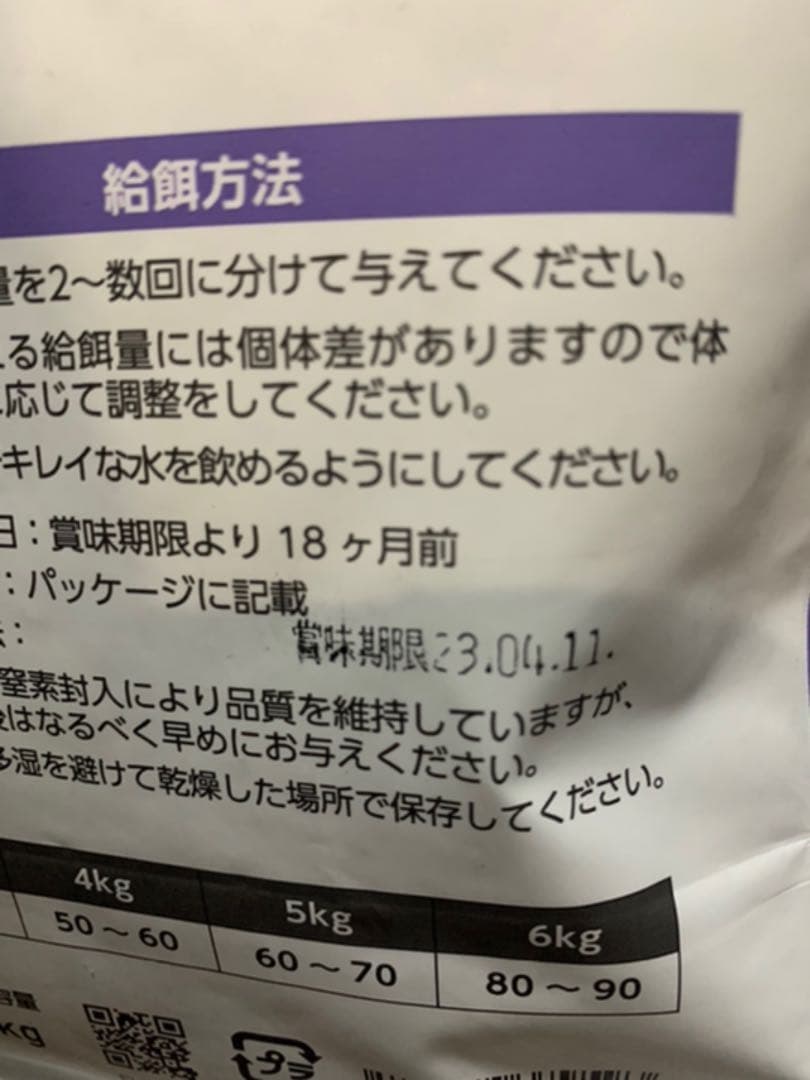 給餌方法
量を2～数回に分けて与えてください。
る給餌量には個体差がありますので体
応じて調整をしてください。
キレイな水を飲めるようにしてください。
日：賞味期限より 18 ヶ月前
：パッケージに記載
：
賞味期限23.04.11.
窒素封入により品質を維持していますが、
はなるべく早めにお与えください。
多湿を避けて乾燥した場所で保存してください。
4kg 5kg 6kg
50～60 60～70 80～90
容量
kg
プラ